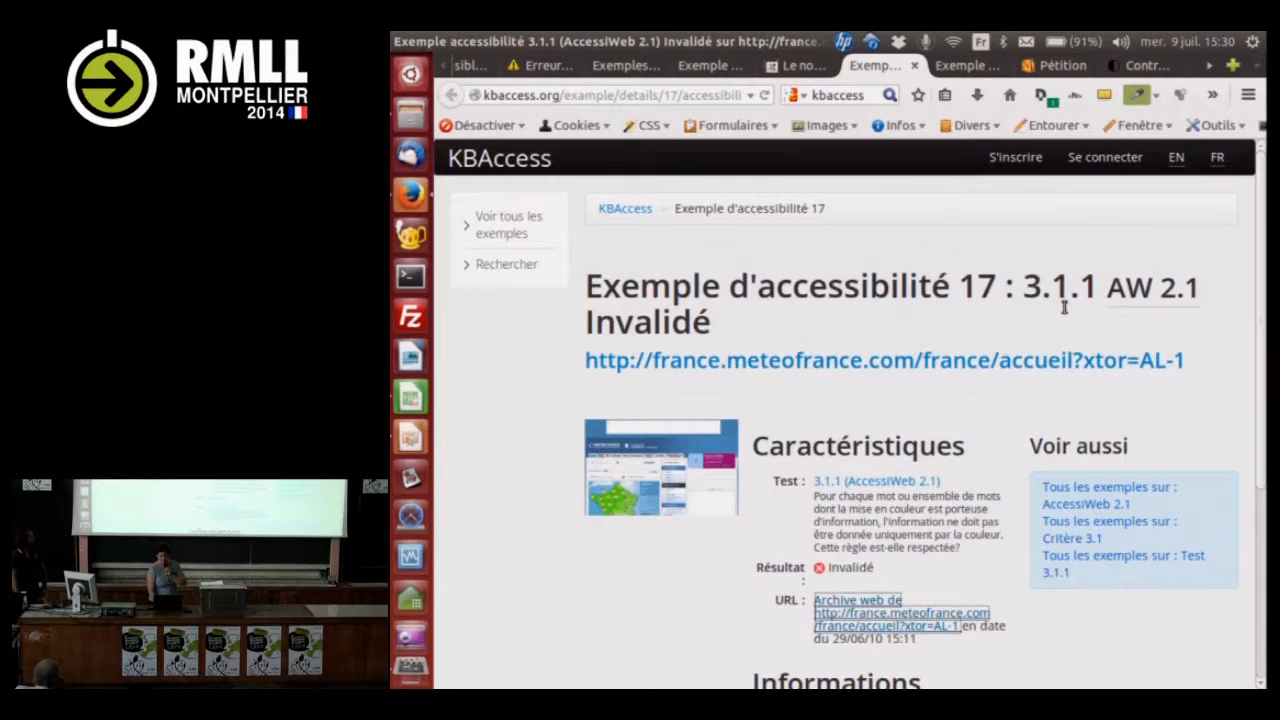 RMLL
MONTPELLIER
2014
Exemple accessibilité 3.1.1 (AccessiWeb 2.1) Invalidé sur http://france.
Fr
(91%)
mer. 9 juil. 15:30
sibl...
Erreur...
Exemples...
Exemple ...
Le no...
Exemp...
Exemple ...
Pétition
Contr...
kbaccess.org/example/details/17/accessibili
kbaccess
Désactiver
Cookies
CSS
Formulaires
Images
Infos
Divers
Entourer
Fenêtre
Outils
KBAccess
S'inscrire
Se connecter
EN
FR
Voir tous les
exemples
Rechercher
KBAccess
Exemple d'accessibilité 17
Exemple d'accessibilité 17 : 3.1.1 AW 2.1
Invalidé
http://france.meteofrance.com/france/accueil?xtor=AL-1
Caractéristiques
Test :
3.1.1 (AccessiWeb 2.1)
Pour chaque mot ou ensemble de mots
dont la mise en couleur est porteuse
d'information, l'information ne doit pas
être donnée uniquement par la couleur.
Cette règle est-elle respectée?
Résultat
:
Invalidé
URL :
Archive web de
http://france.meteofrance.com
/france/accueil?xtor=AL-1 en date
du 29/06/10 15:11
Voir aussi
Tous les exemples sur :
AccessiWeb 2.1
Tous les exemples sur :
Critère 3.1
Tous les exemples sur : Test
3.1.1
Informations